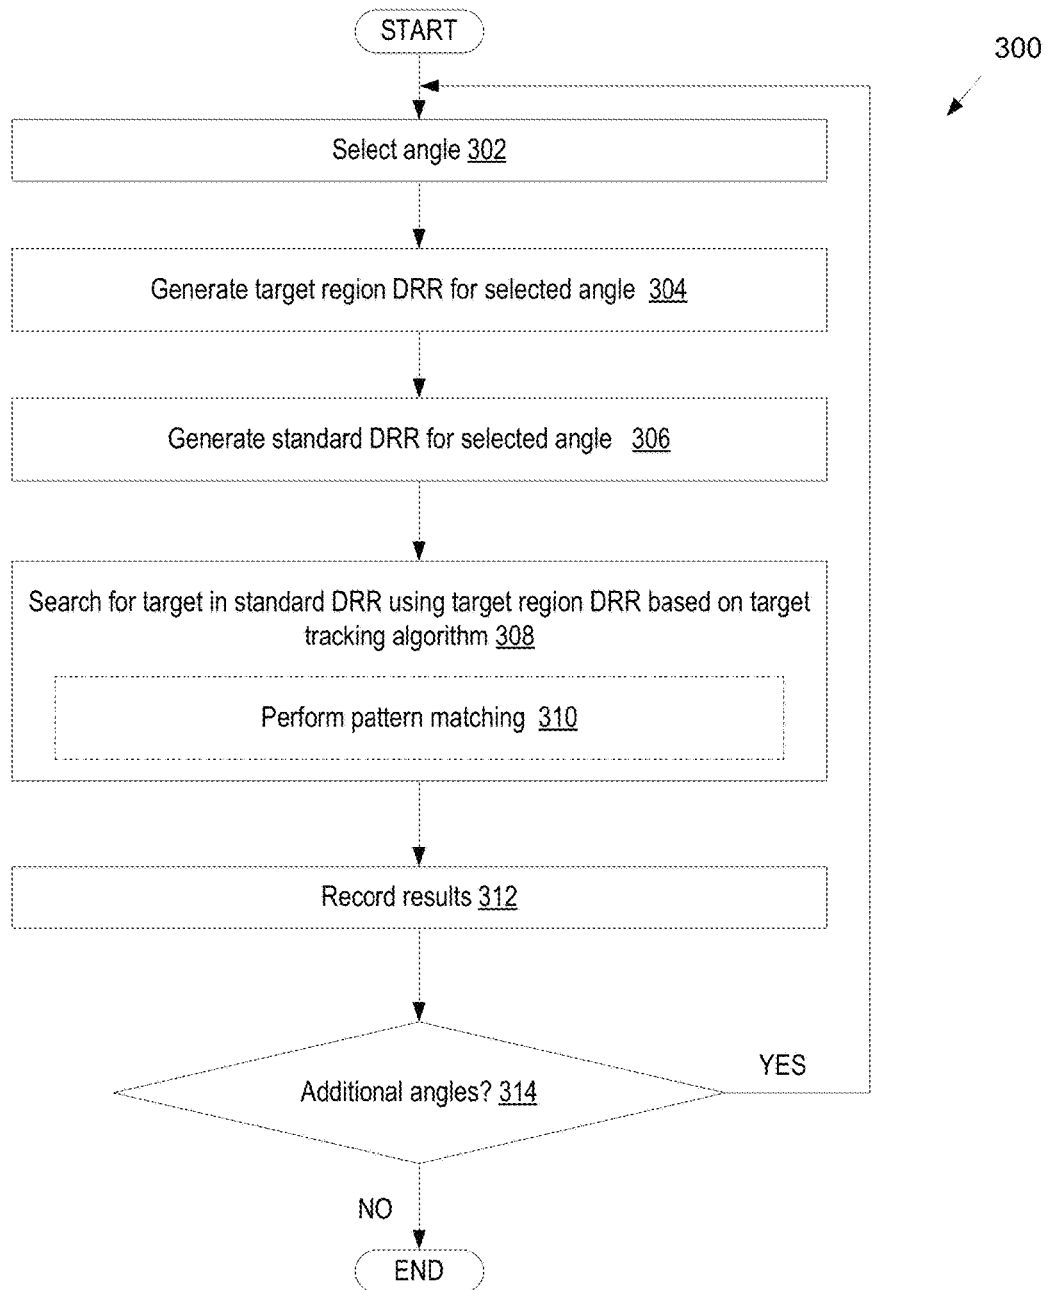 START
300
Select angle 302
Generate target region DRR for selected angle 304
Generate standard DRR for selected angle 306
Search for target in standard DRR using target region DRR based on target
tracking algorithm 308
Perform pattern matching 310
Record results 312
Additional angles? 314
YES
NO
END